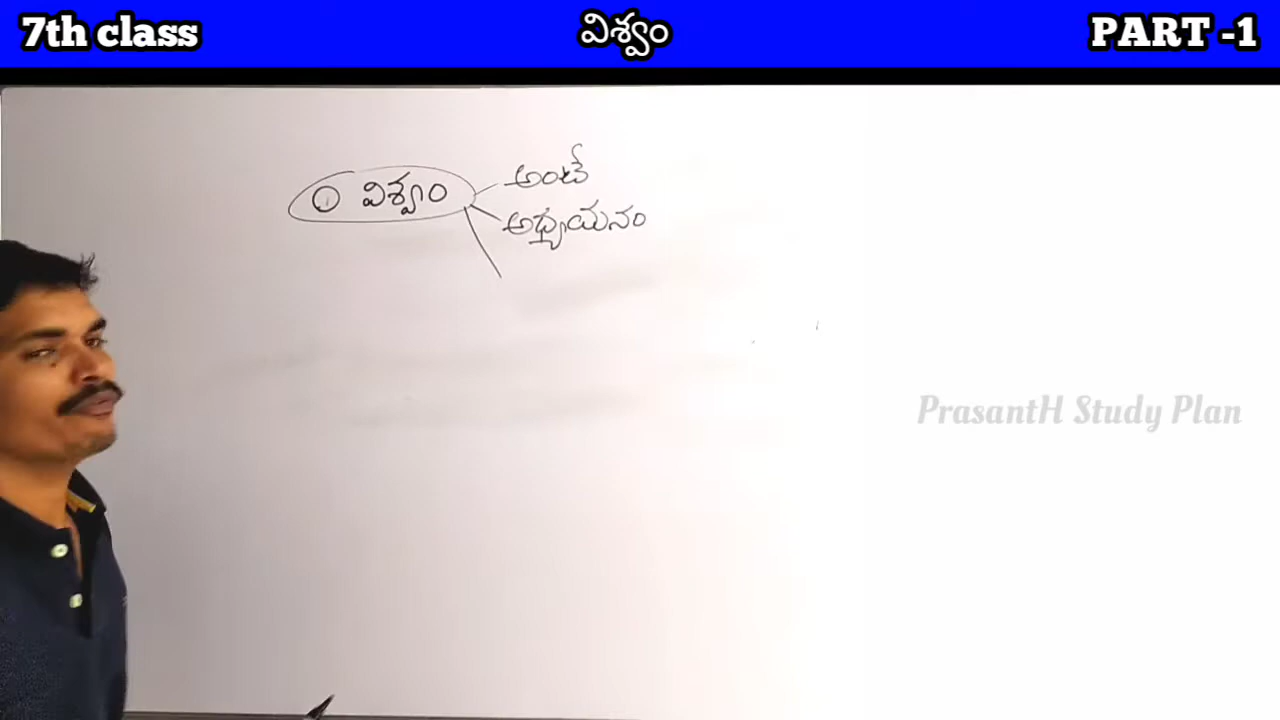 7th class
విశ్వం
PART -1
అంటే
① విశ్వం
అధ్యయనం
PrasantH Study Plan